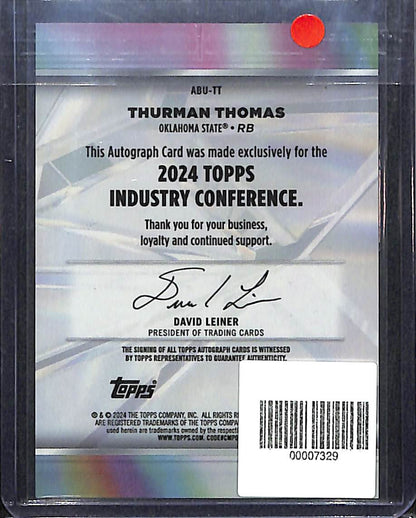 ABU-TT
THURMAN THOMAS
OKLAHOMA STATE® • RB
This Autograph Card was made exclusively for the
2024 TOPPS
INDUSTRY CONFERENCE.
Thank you for your business,
loyalty and continued support.
DAVID LEINER
PRESIDENT OF TRADING CARDS
THE SIGNING OF ALL TOPPS AUTOGRAPH CARDS IS WITNESSED
BY TOPPS REPRESENTATIVES TO GUARANTEE AUTHENTICITY.
topps®
® & © 2024 THE TOPPS COMPANY, INC. ALL RIGHTS
ARE REGISTERED TRADEMARKS OF THE TOPPS COMPAN
used herein are trademarks owned by the
WWW.TOPPS.COM.
00007329